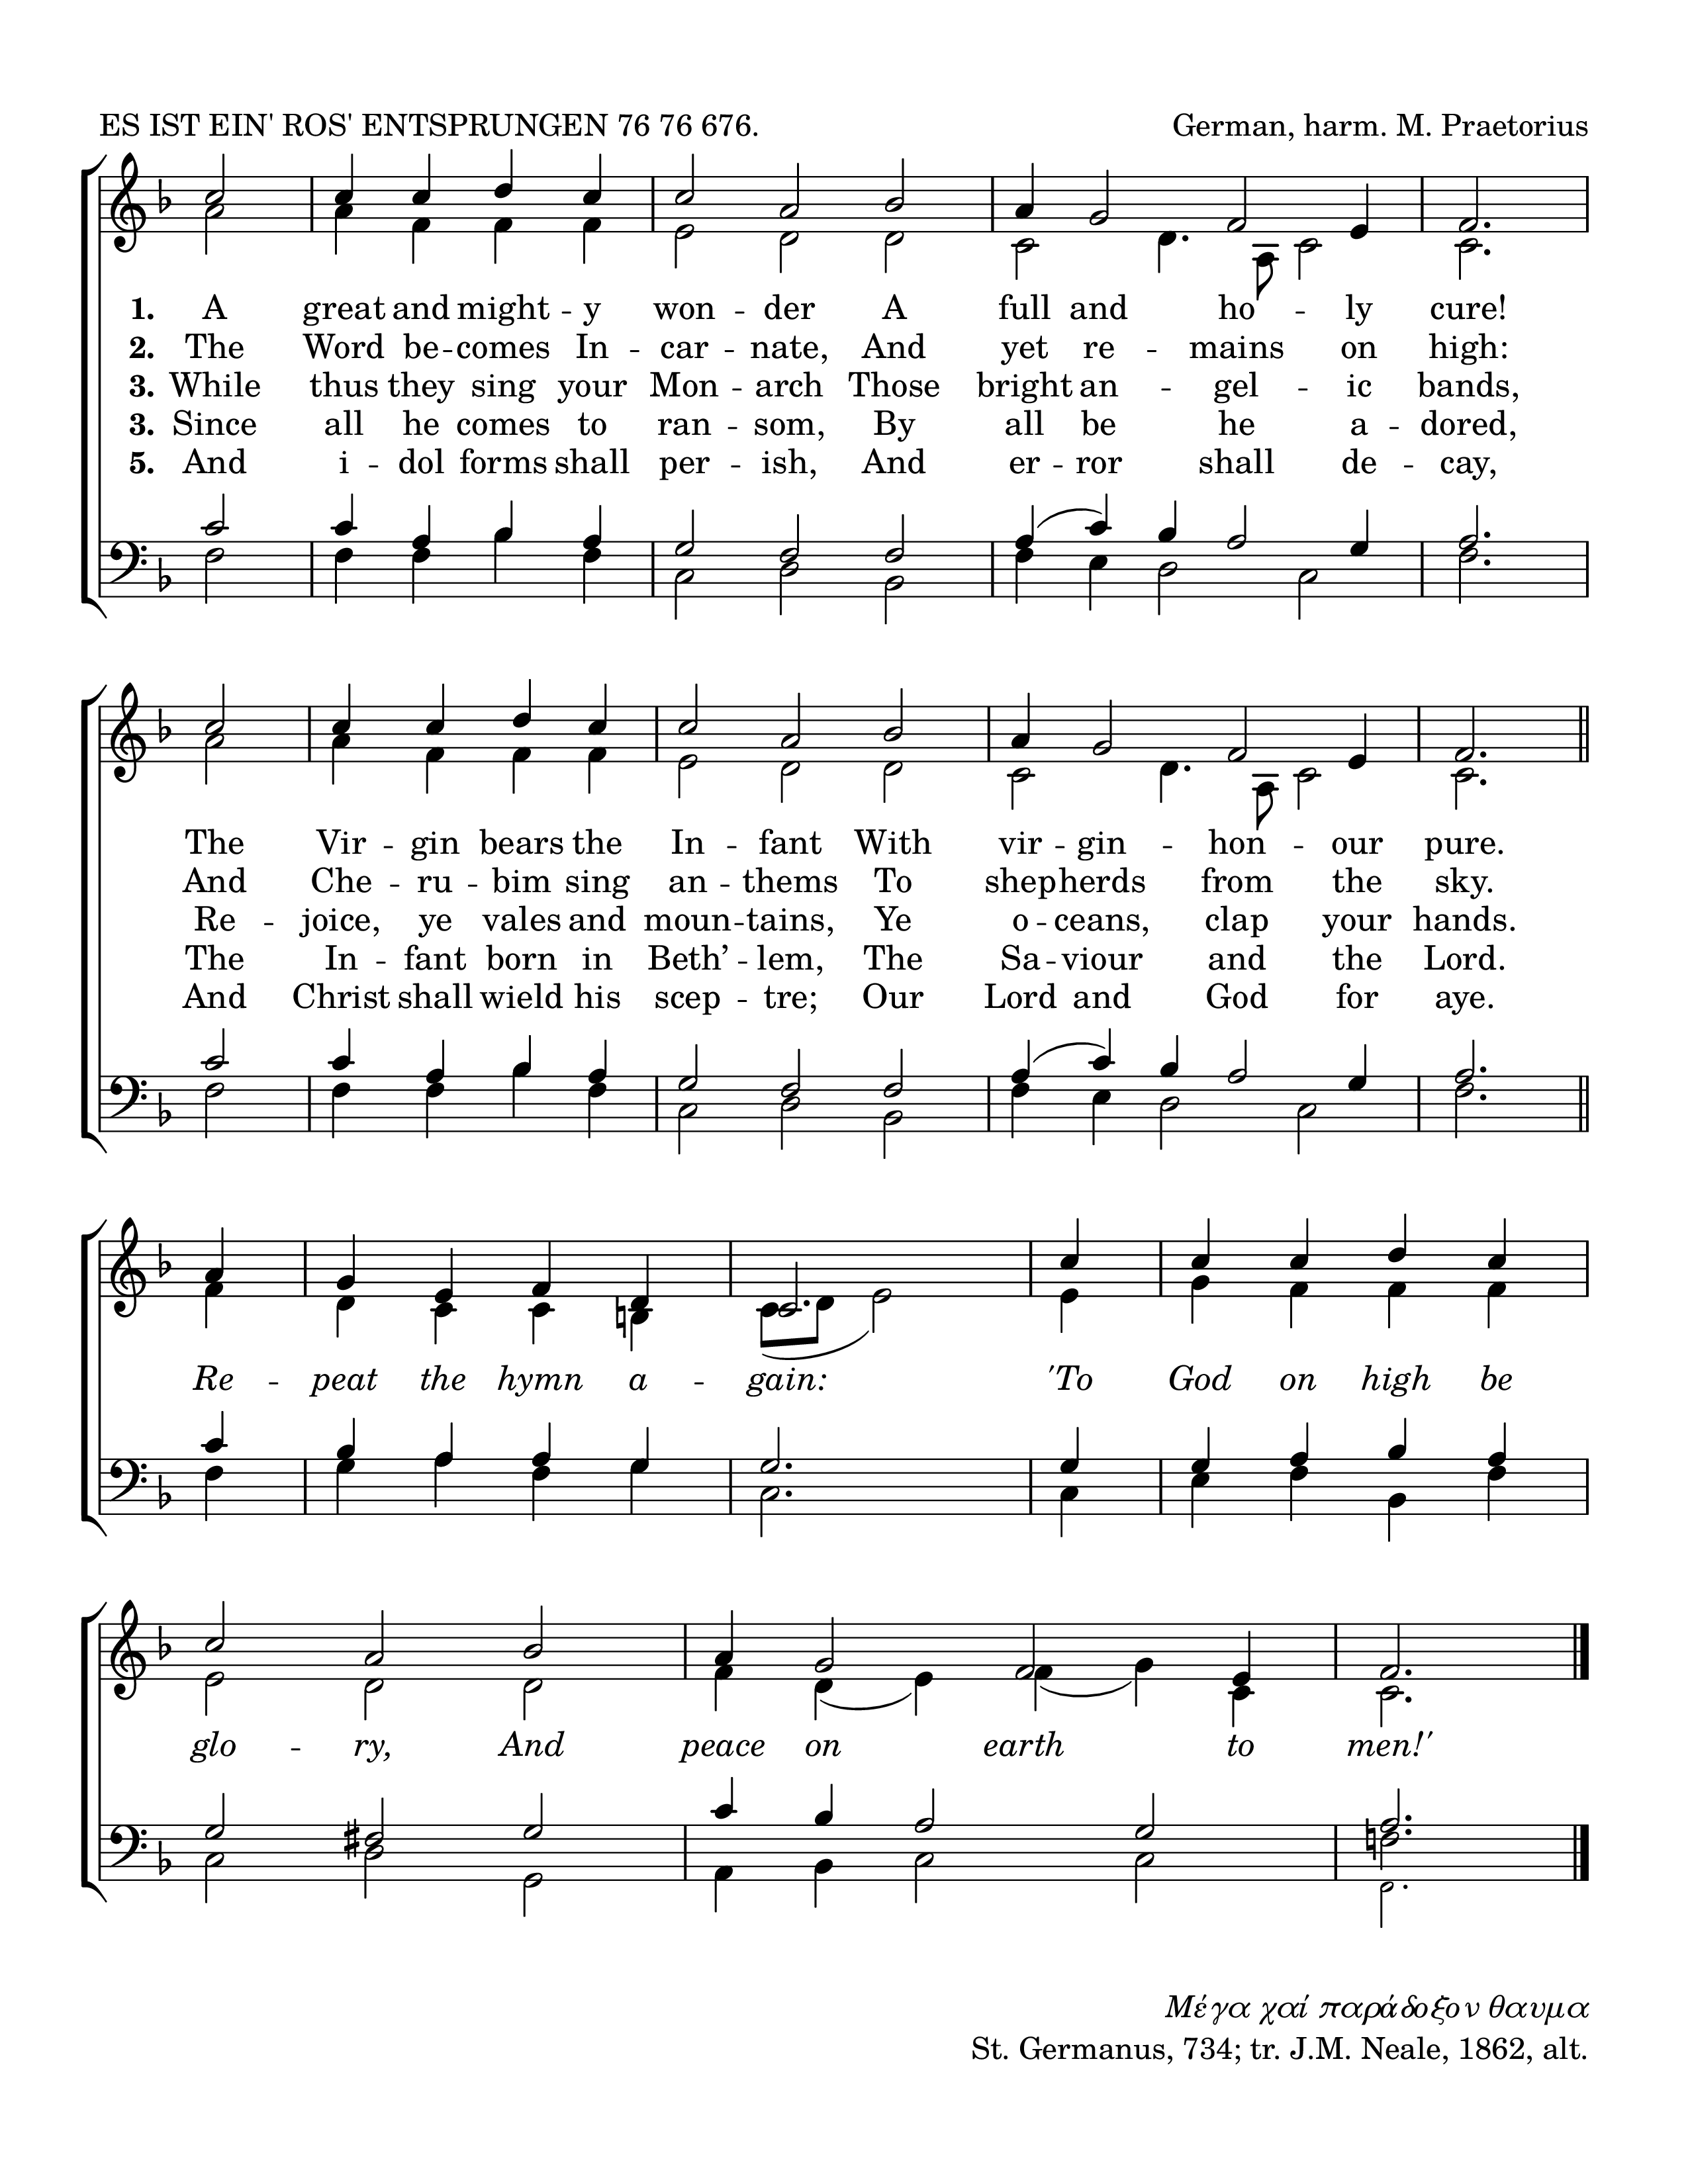 ES IST EIN' ROS' ENTSPRUNGEN 76 76 676.
German, harm. M. Praetorius
1. A great and might -- y won -- der A full and ho -- ly cure!
2. The Word be -- comes In -- car -- nate, And yet re -- mains on high:
3. While thus they sing your Mon -- arch Those bright an -- gel -- ic bands,
3. Since all he comes to ran -- som, By all be he a -- dored,
5. And i -- dol forms shall per -- ish, And er -- ror shall de -- cay,
The Vir -- gin bears the In -- fant With vir -- gin -- hon -- our pure.
And Che -- ru -- bim sing an -- thems To shepherds from the sky.
Re -- joice, ye vales and moun -- tains, Ye o -- ceans, clap your hands.
The In -- fant born in Beth’ -- lem, The Sa -- viour and the Lord.
And Christ shall wield his scep -- tre; Our Lord and God for aye.
Re -- peat the hymn a -- gain: 'To God on high be
glo -- ry, And peace on earth to men!'
Μέγα χαί παράδοξον θαυμα
St. Germanus, 734; tr. J.M. Neale, 1862, alt.